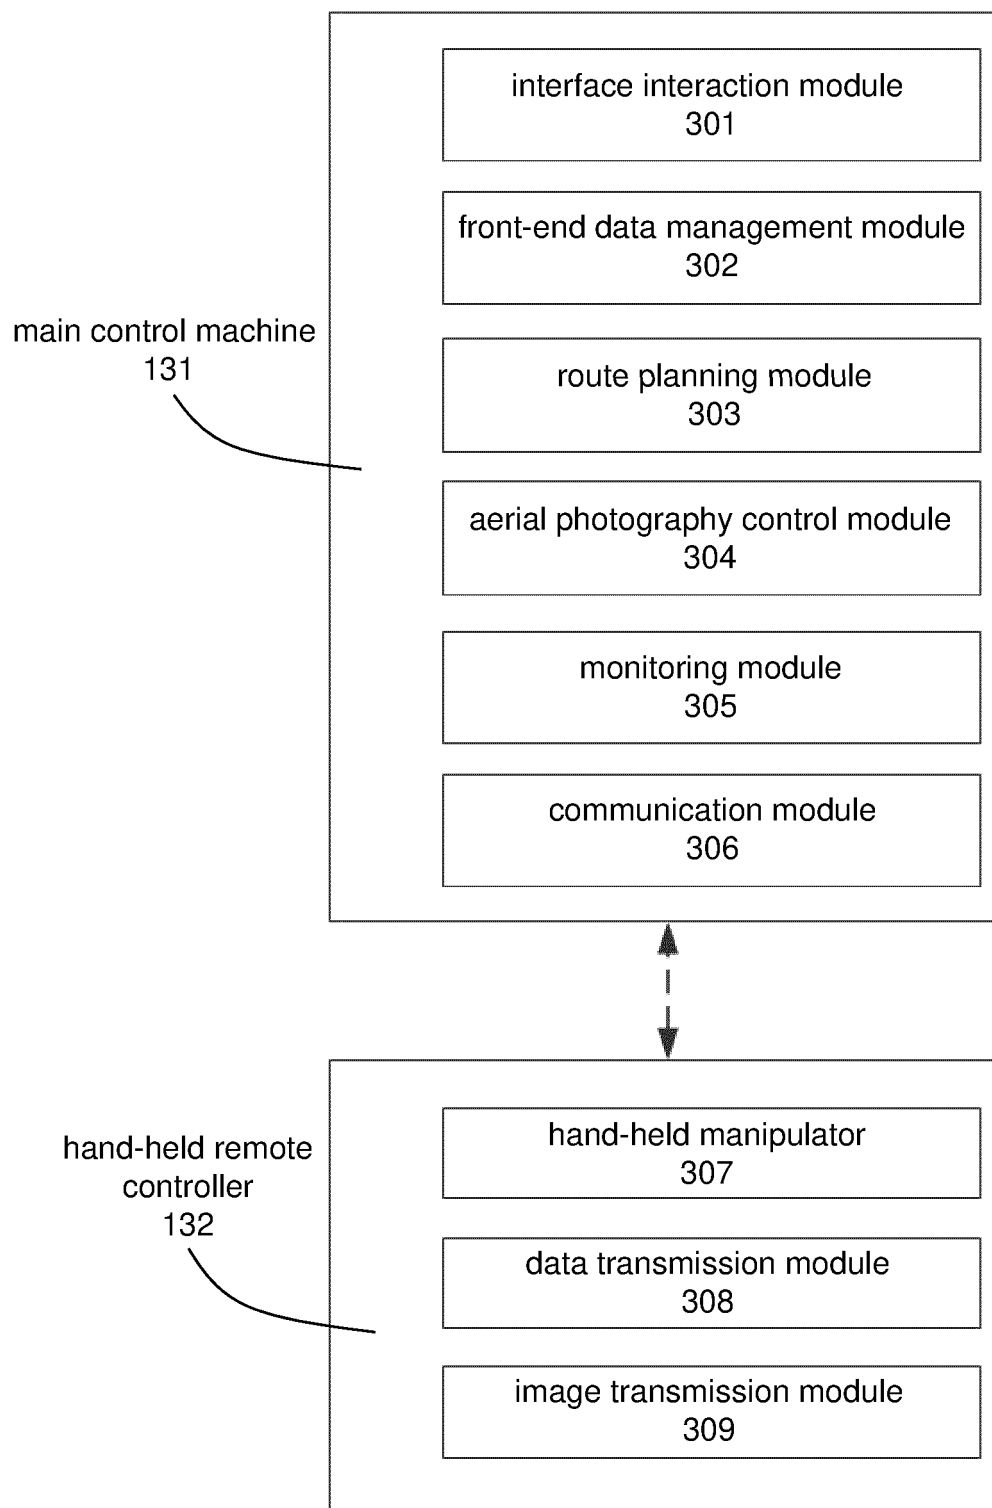 interface interaction module
301
front-end data management module
302
main control machine
131
route planning module
303
aerial photography control module
304
monitoring module
305
communication module
306
hand-held manipulator
307
hand-held remote
controller
132
data transmission module
308
image transmission module
309